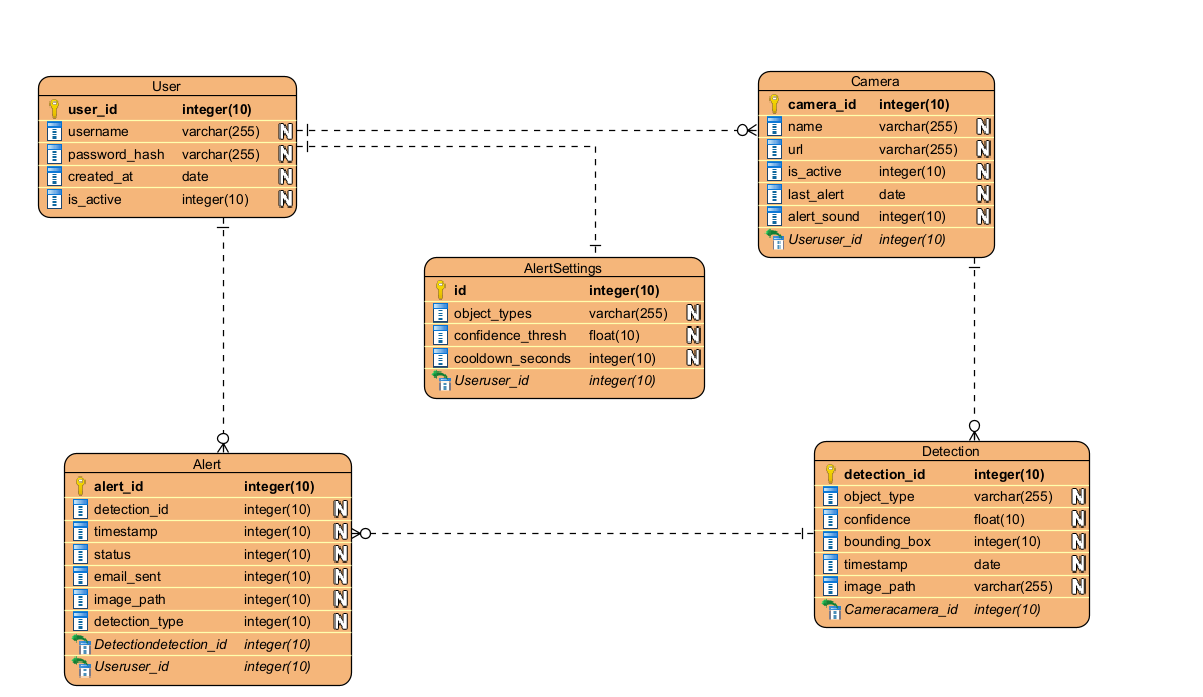 User
user_id integer(10)
username varchar(255) N
password_hash varchar(255) N
created_at date N
is_active integer(10) N
Camera
camera_id integer(10)
name varchar(255) N
url varchar(255) N
is_active integer(10) N
last_alert date N
alert_sound integer(10) N
Useruser_id integer(10)
AlertSettings
id integer(10)
object_types varchar(255) N
confidence_thresh float(10) N
cooldown_seconds integer(10) N
Useruser_id integer(10)
Alert
alert_id integer(10)
detection_id integer(10) N
timestamp integer(10) N
status integer(10) N
email_sent integer(10) N
image_path integer(10) N
detection_type integer(10) N
Detectiondetection_id integer(10)
Useruser_id integer(10)
Detection
detection_id integer(10)
object_type varchar(255) N
confidence float(10) N
bounding_box integer(10) N
timestamp date N
image_path varchar(255) N
Cameracamera_id integer(10)